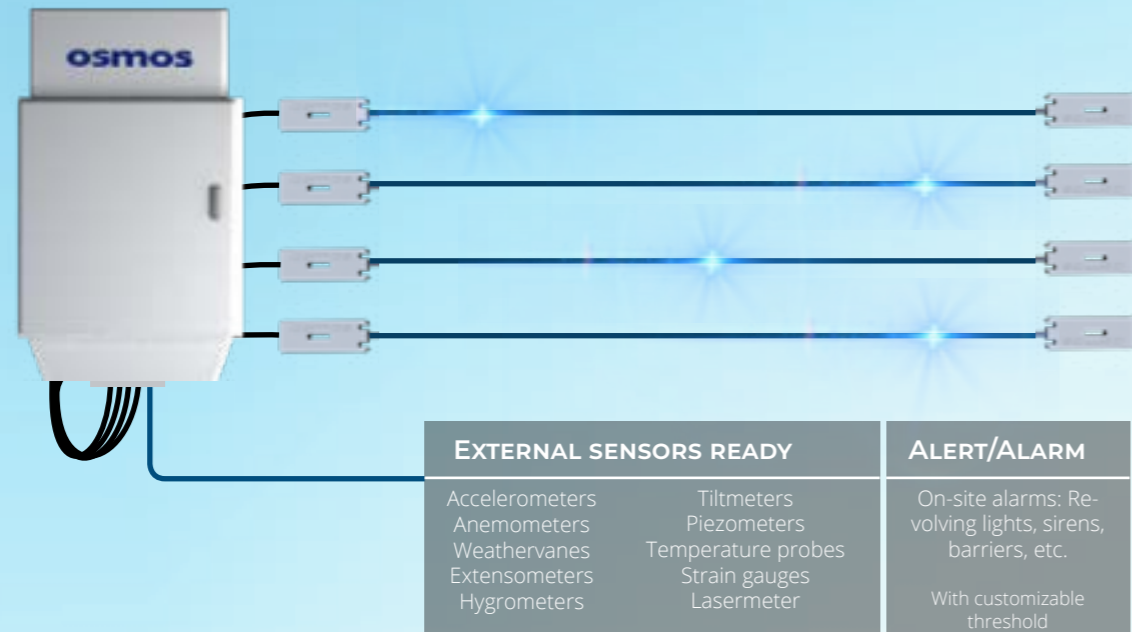 osmos
EXTERNAL SENSORS READY
Accelerometers
Anemometers
Weathervanes
Extensometers
Hygrometers
Tiltmeters
Piezometers
Temperature probes
Strain gauges
Lasermeter
ALERT/ALARM
On-site alarms: Re-
volving lights, sirens,
barriers, etc.
With customizable
threshold